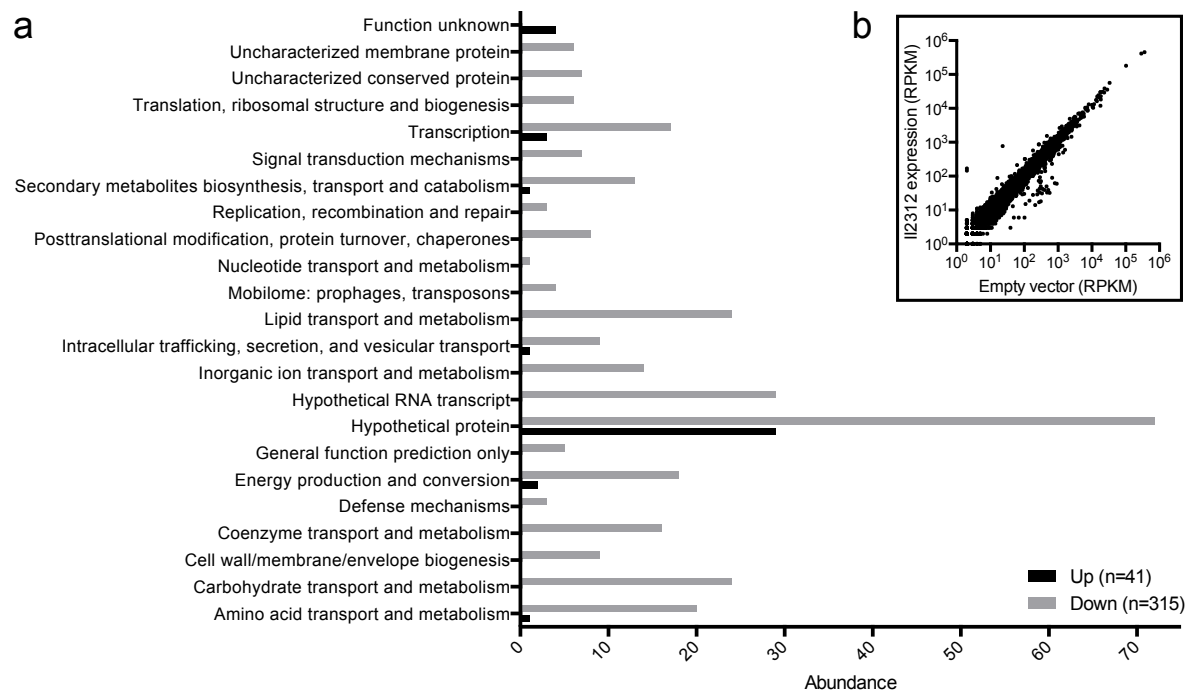 a
Function unknown
Uncharacterized membrane protein
Uncharacterized conserved protein
Translation, ribosomal structure and biogenesis
Transcription
Signal transduction mechanisms
Secondary metabolites biosynthesis, transport and catabolism
Replication, recombination and repair
Posttranslational modification, protein turnover, chaperones
Nucleotide transport and metabolism
Mobilome: prophages, transposons
Lipid transport and metabolism
Intracellular trafficking, secretion, and vesicular transport
Inorganic ion transport and metabolism
Hypothetical RNA transcript
Hypothetical protein
General function prediction only
Energy production and conversion
Defense mechanisms
Coenzyme transport and metabolism
Cell wall/membrane/envelope biogenesis
Carbohydrate transport and metabolism
Amino acid transport and metabolism
0 10 20 30 40 50 60 70
Abundance
Up (n=41)
Down (n=315)
b
ll2312 expression (RPKM)
10⁶
10⁵
10⁴
10³
10²
10¹
10⁰
10⁰ 10¹ 10² 10³ 10⁴ 10⁵ 10⁶
Empty vector (RPKM)